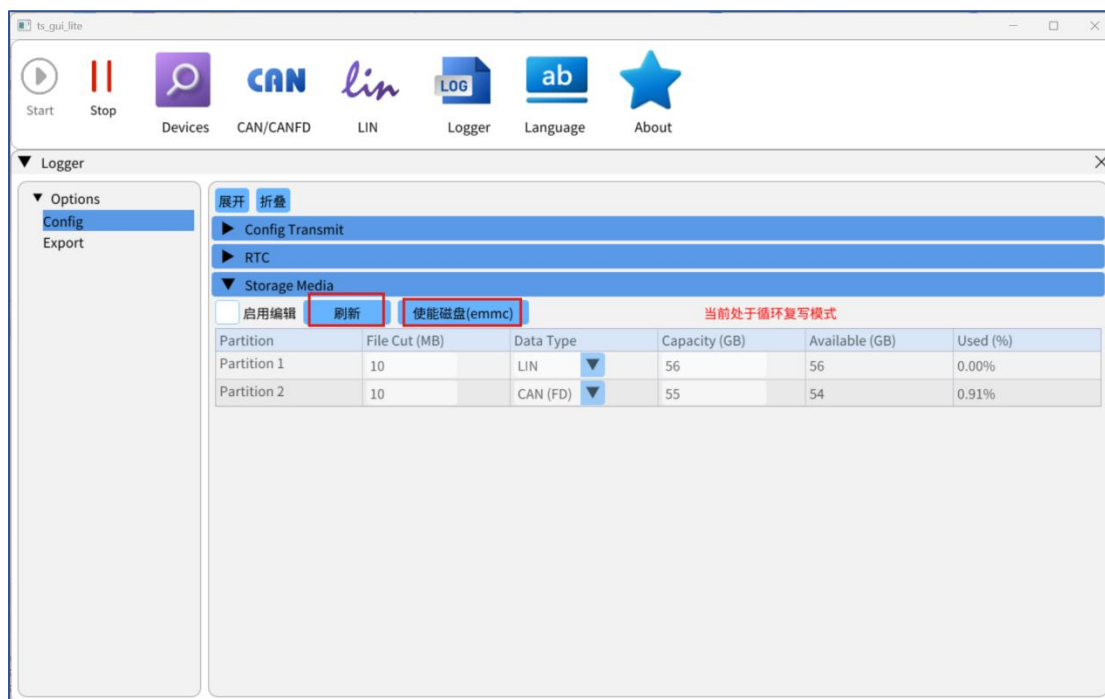 ts_gui_lite
CAN lin LOG ab
Start Stop Devices CAN/CANFD LIN Logger Language About
Logger
Options
Config
Export
展开 折叠
Config Transmit
RTC
Storage Media
启用编辑 刷新 使能磁盘(emmc) 当前处于循环复写模式
Partition File Cut (MB) Data Type Capacity (GB) Available (GB) Used (%)
Partition 1 10 LIN 56 56 0.00%
Partition 2 10 CAN (FD) 55 54 0.91%